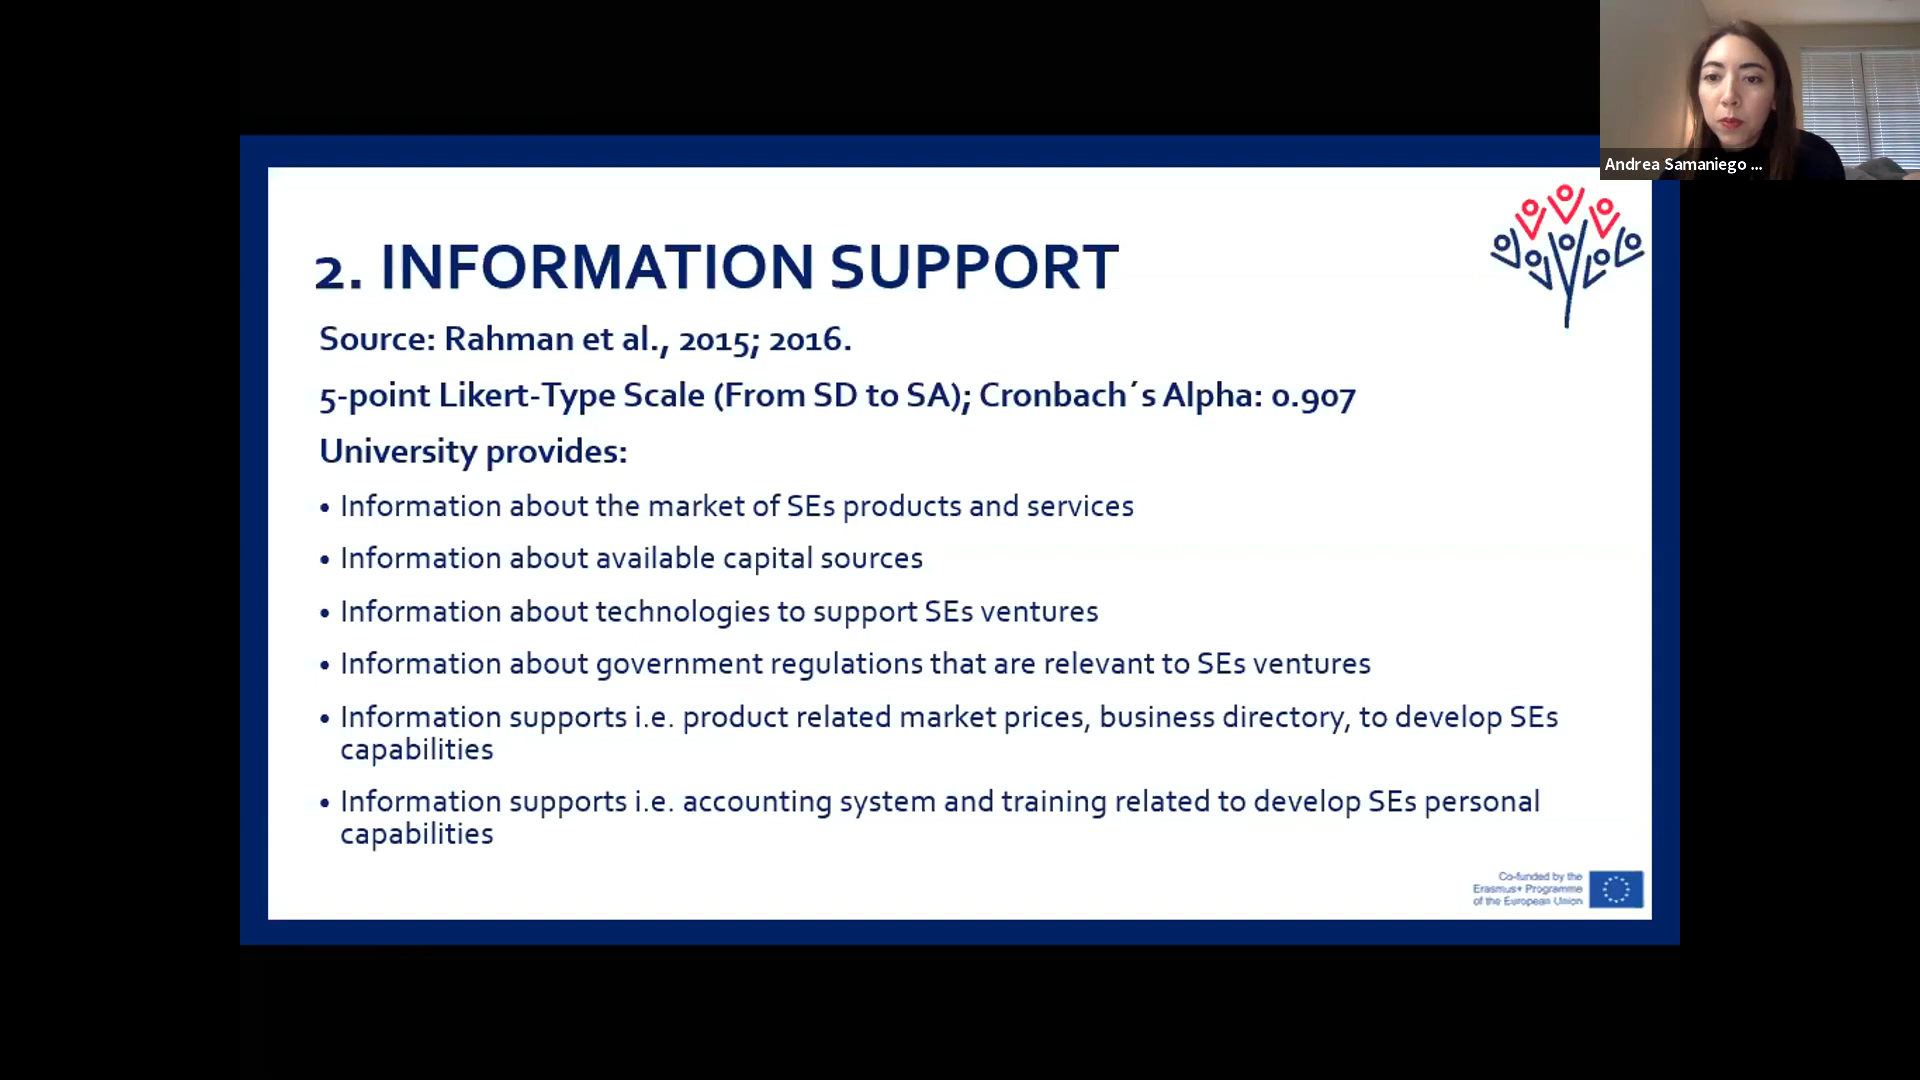 Andrea Samaniego ...
2. INFORMATION SUPPORT
Source: Rahman et al., 2015; 2016.
5-point Likert-Type Scale (From SD to SA); Cronbach´s Alpha: 0.907
University provides:
• Information about the market of SEs products and services
• Information about available capital sources
• Information about technologies to support SEs ventures
• Information about government regulations that are relevant to SEs ventures
• Information supports i.e. product related market prices, business directory, to develop SEs
capabilities
• Information supports i.e. accounting system and training related to develop SEs personal
capabilities
Co-funded by the
Erasmus+ Programme
of the European Union